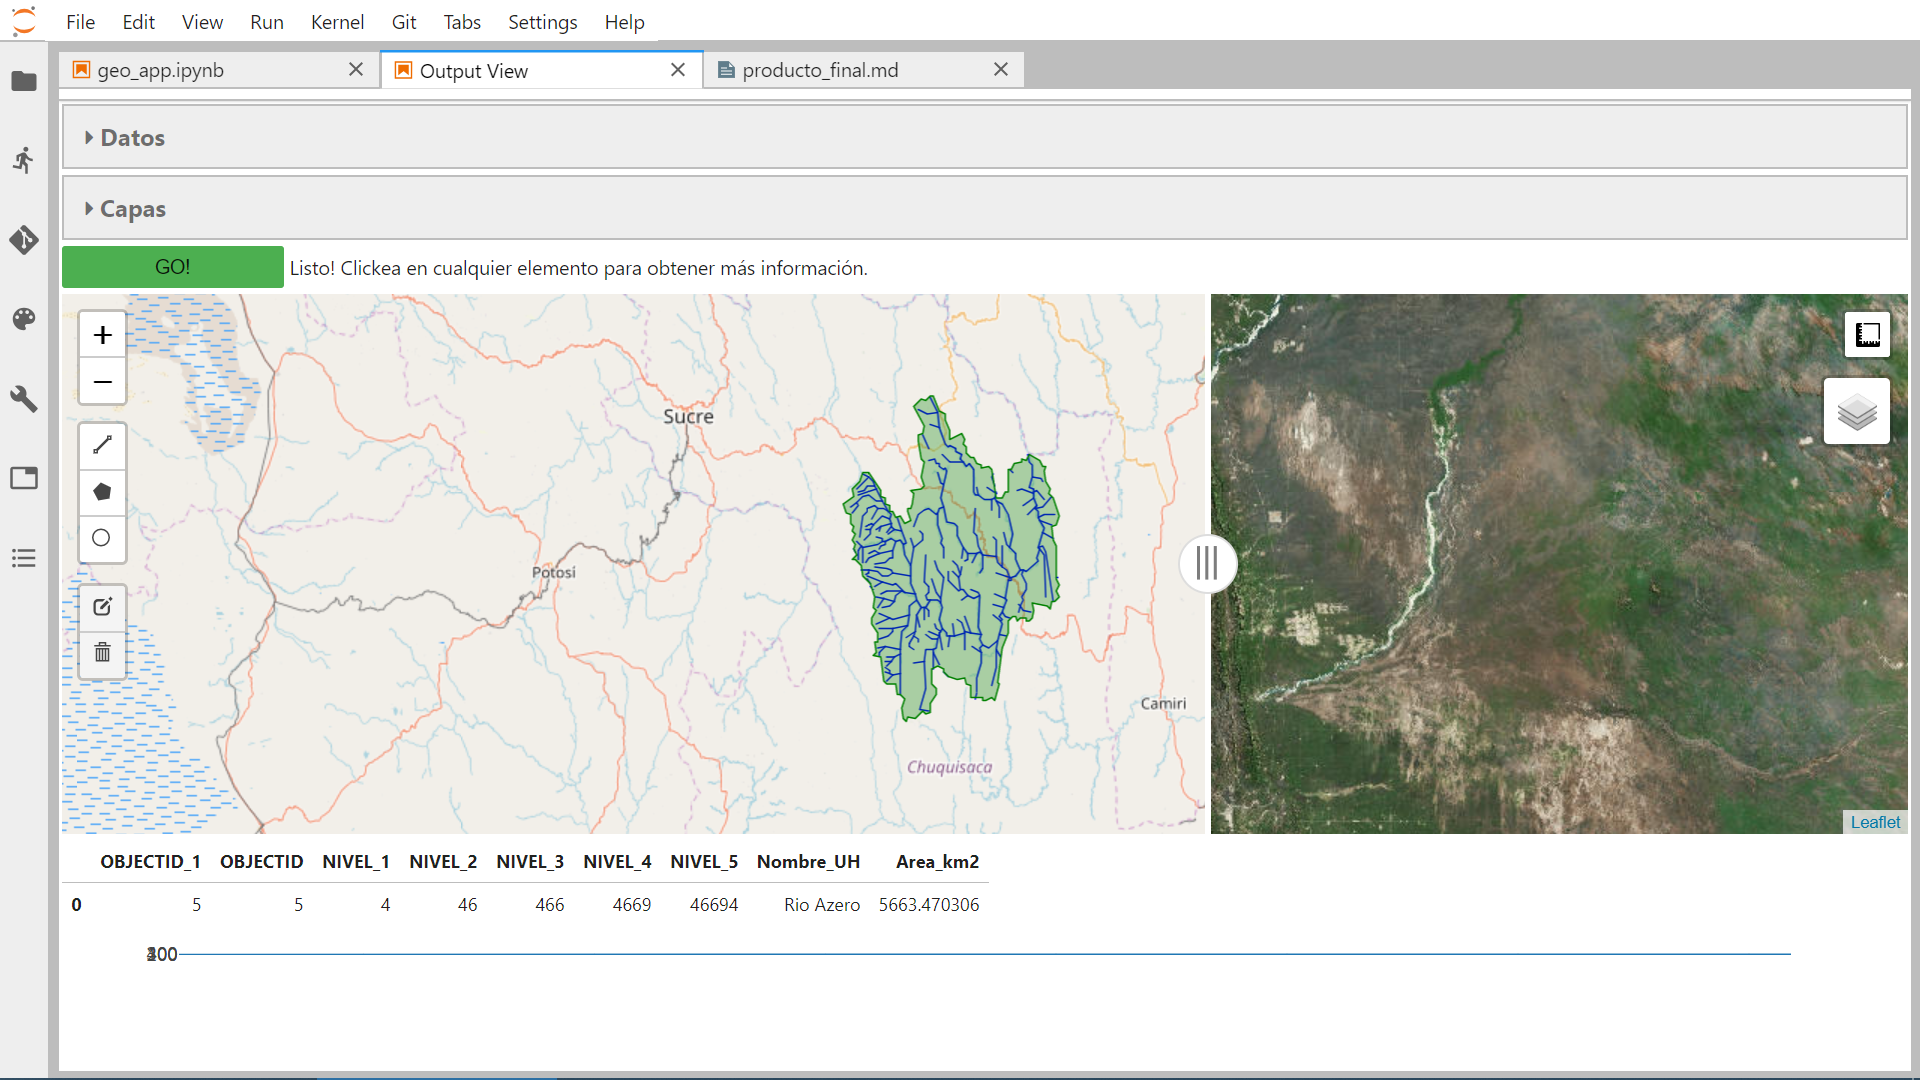 File Edit View Run Kernel Git Tabs Settings Help
geo_app.ipynb Output View producto_final.md
Datos
Capas
GO! Listo! Clickea en cualquier elemento para obtener más información.
+
−
Sucre
Potosí
Camiri
Chuquisaca
Leaflet
OBJECTID_1 OBJECTID NIVEL_1 NIVEL_2 NIVEL_3 NIVEL_4 NIVEL_5 Nombre_UH Area_km2
0 5 5 4 46 466 4669 46694 Rio Azero 5663.470306